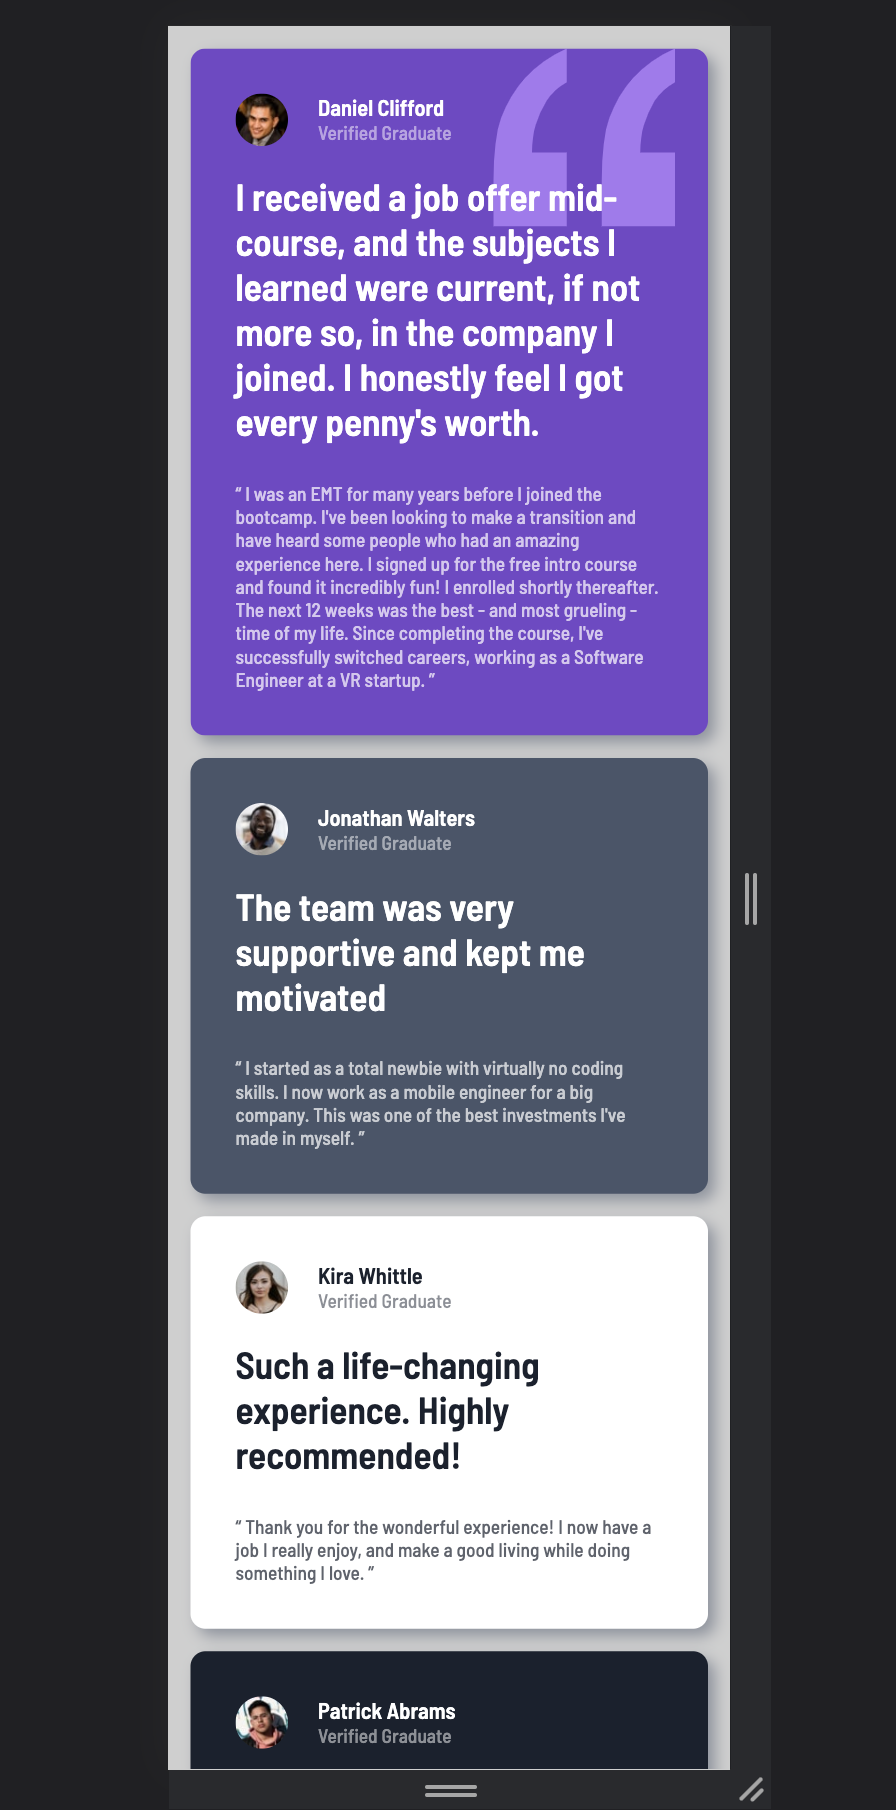 Daniel Clifford
Verified Graduate
I received a job offer mid-
course, and the subjects I
learned were current, if not
more so, in the company I
joined. I honestly feel I got
every penny's worth.
“ I was an EMT for many years before I joined the
bootcamp. I've been looking to make a transition and
have heard some people who had an amazing
experience here. I signed up for the free intro course
and found it incredibly fun! I enrolled shortly thereafter.
The next 12 weeks was the best - and most grueling -
time of my life. Since completing the course, I've
successfully switched careers, working as a Software
Engineer at a VR startup. ”
Jonathan Walters
Verified Graduate
The team was very
supportive and kept me
motivated
“ I started as a total newbie with virtually no coding
skills. I now work as a mobile engineer for a big
company. This was one of the best investments I've
made in myself. ”
Kira Whittle
Verified Graduate
Such a life-changing
experience. Highly
recommended!
“ Thank you for the wonderful experience! I now have a
job I really enjoy, and make a good living while doing
something I love. ”
Patrick Abrams
Verified Graduate